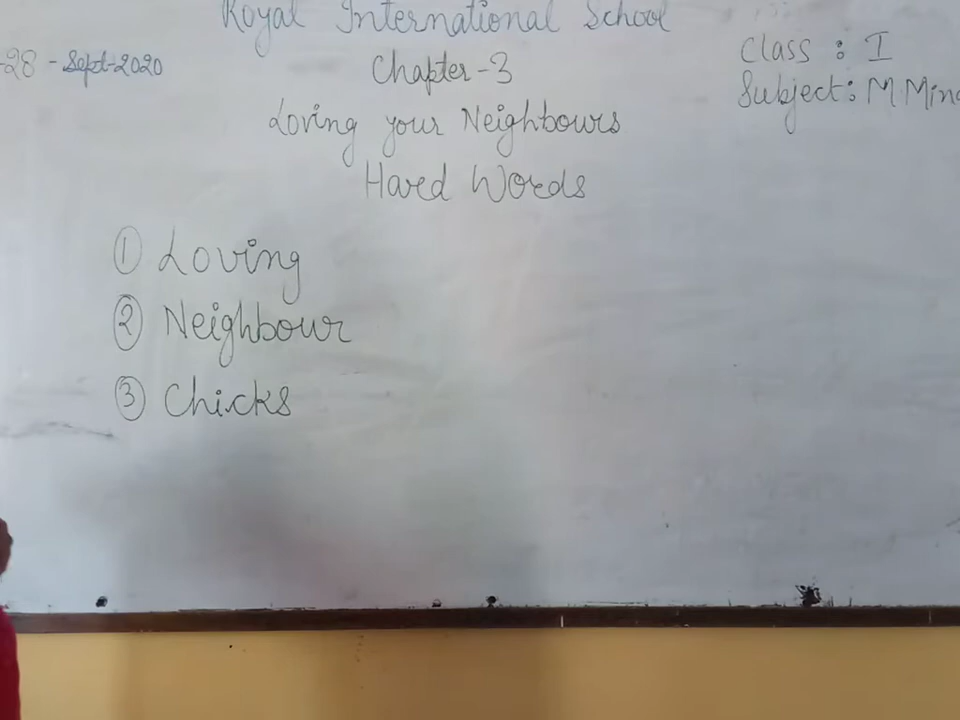 Royal International School
-28 - Sept-2020
Chapter-3
Class : I
Subject: M.Mind
Loving your Neighbours
Hard Words
① Loving
② Neighbour
③ Chicks